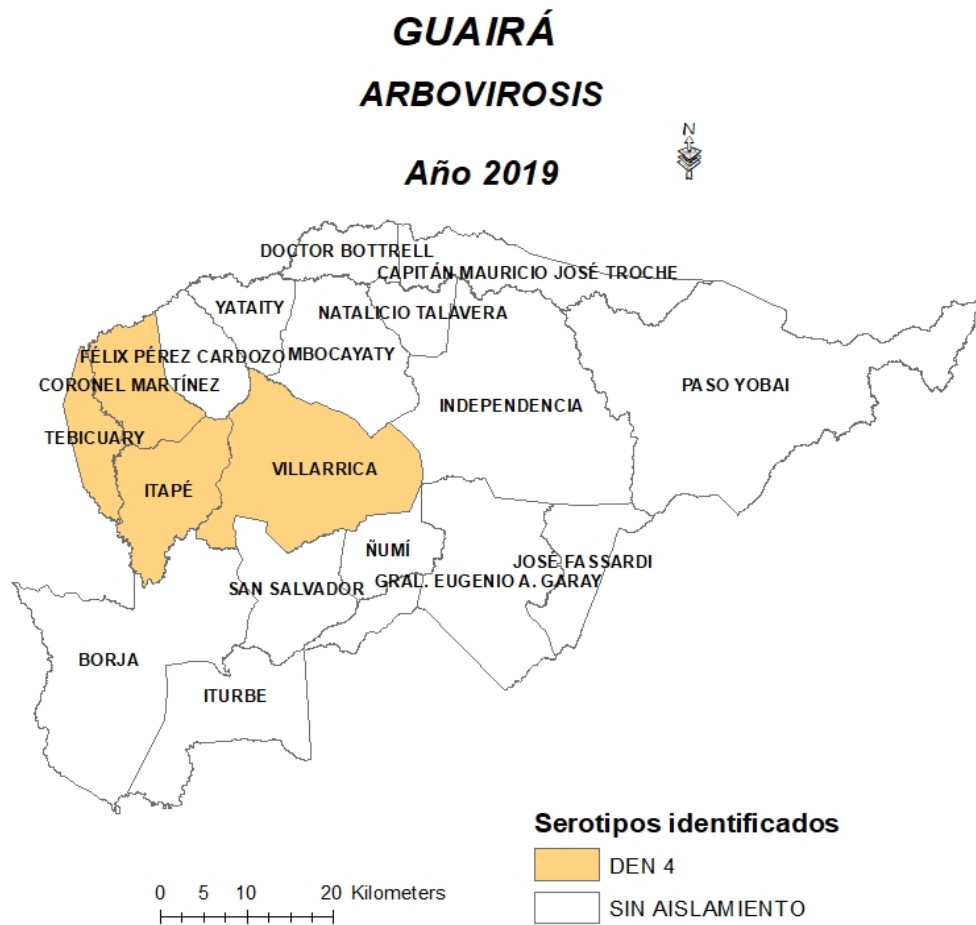 GUAIRÁ
ARBOVIROSIS
Año 2019
N
DOCTOR BOTTRELL
CAPITÁN MAURICIO JOSÉ TROCHE
YATAITY
NATALICIO TALAVERA
FÉLIX PÉREZ CARDOZO
MBOCAYATY
CORONEL MARTÍNEZ
PASO YOBAI
INDEPENDENCIA
TEBICUARY
VILLARRICA
ITAPÉ
ÑUMÍ
JOSÉ FASSARDI
GRAL. EUGENIO A. GARAY
SAN SALVADOR
BORJA
ITURBE
Serotipos identificados
DEN 4
SIN AISLAMIENTO
0 5 10 20 Kilometers